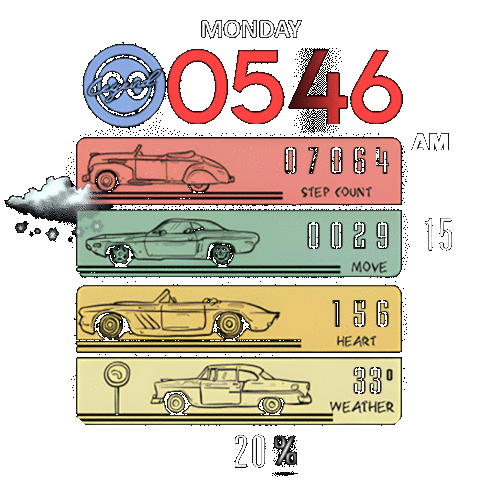 MONDAY
0546
AM
07064
STEP COUNT
0029
MOVE
15
156
HEART
33°
WEATHER
20 %